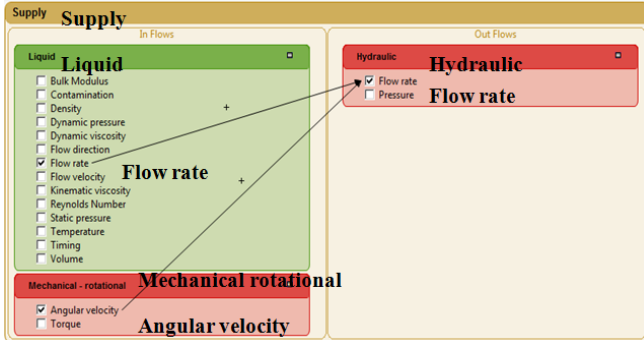 Supply
Supply
In Flows
Out Flows
Liquid
Liquid
Bulk Modulus
Contamination
Density
Dynamic pressure
Dynamic viscosity
Flow direction
Flow rate
Flow rate
Flow velocity
Kinematic viscosity
Reynolds Number
Static pressure
Temperature
Timing
Volume
Mechanical - rotational
Mechanical rotational
Angular velocity
Torque
Angular velocity
Hydraulic
Hydraulic
Flow rate
Pressure
Flow rate